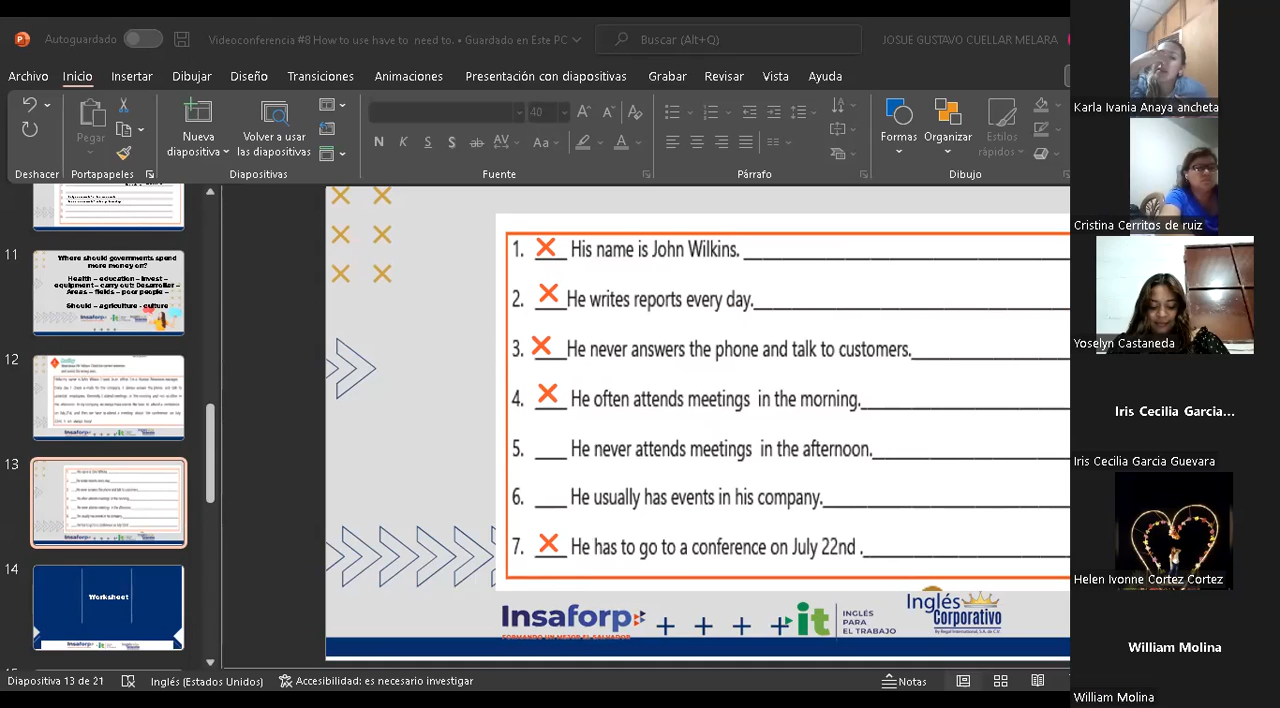 Autoguardado
Videoconferencia #8 How to use have to need to. • Guardado en Este PC
Buscar (Alt+Q)
JOSUE GUSTAVO CUELLAR MELARA
Archivo Inicio Insertar Dibujar Diseño Transiciones Animaciones Presentación con diapositivas Grabar Revisar Vista Ayuda
Pegar
Nueva diapositiva
Volver a usar las diapositivas
40
N K S S ab AV Aa A
Formas
Organizar
Estilos rápidos
Deshacer Portapapeles Diapositivas Fuente Párrafo Dibujo
11
Where should governments spend
more money on?
Health – education – invest –
equipment – carry out: Desarrollar –
Areas – fields – poor people –
Should – agriculture - culture
12
13
14
Worksheet
1. His name is John Wilkins.
2. He writes reports every day.
3. He never answers the phone and talk to customers.
4. He often attends meetings in the morning.
5. He never attends meetings in the afternoon.
6. He usually has events in his company.
7. He has to go to a conference on July 22nd .
Insaforp
FORMANDO UN MEJOR EL SALVADOR
it
INGLÉS
PARA
EL TRABAJO
Inglés
Corporativo
By Regal International, S.A. de C.V.
Diapositiva 13 de 21
Inglés (Estados Unidos)
Accesibilidad: es necesario investigar
Notas
Karla Ivania Anaya ancheta
Cristina Cerritos de ruiz
Yoselyn Castaneda
Iris Cecilia Garcia...
Iris Cecilia Garcia Guevara
Helen Ivonne Cortez Cortez
William Molina
William Molina